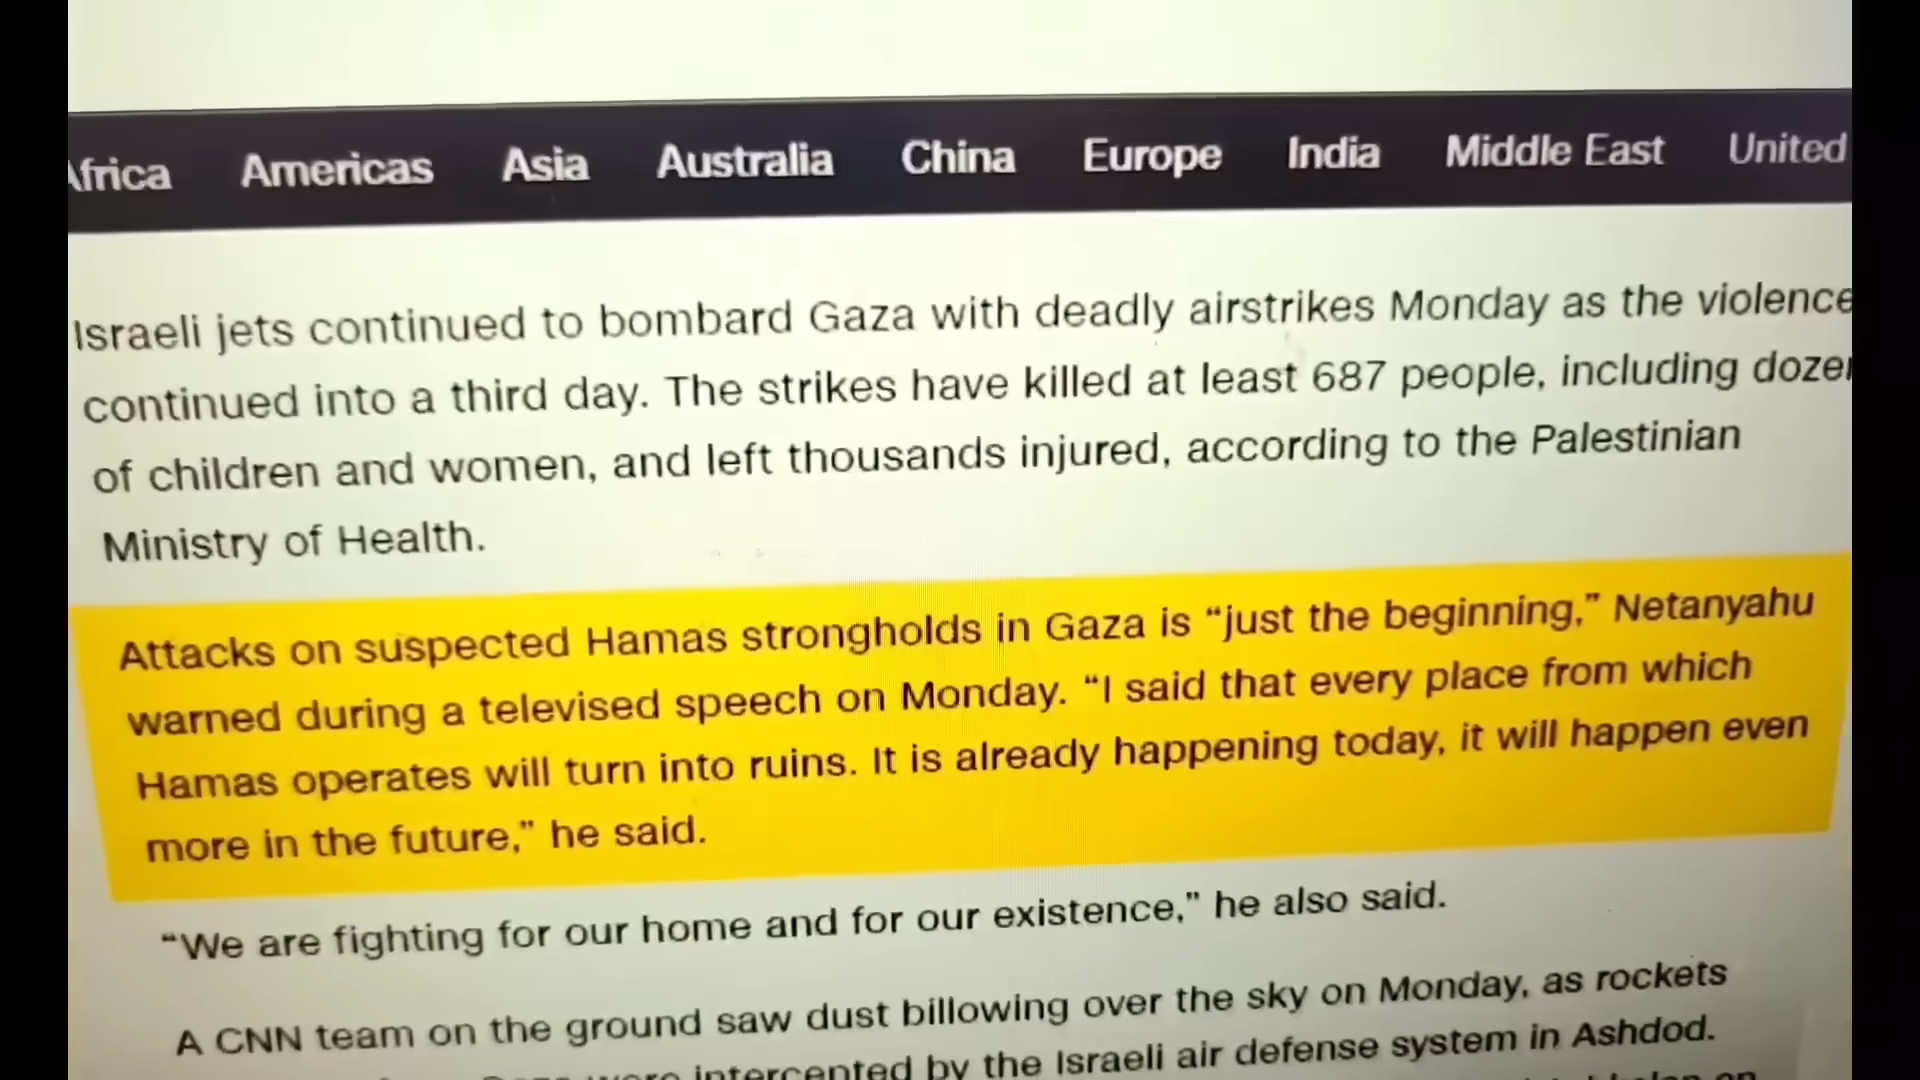 Africa Americas Asia Australia China Europe India Middle East United
Israeli jets continued to bombard Gaza with deadly airstrikes Monday as the violence
continued into a third day. The strikes have killed at least 687 people, including dozen
of children and women, and left thousands injured, according to the Palestinian
Ministry of Health.
Attacks on suspected Hamas strongholds in Gaza is “just the beginning,” Netanyahu
warned during a televised speech on Monday. “I said that every place from which
Hamas operates will turn into ruins. It is already happening today, it will happen even
more in the future,” he said.
“We are fighting for our home and for our existence,” he also said.
A CNN team on the ground saw dust billowing over the sky on Monday, as rockets
were intercepted by the Israeli air defense system in Ashdod.